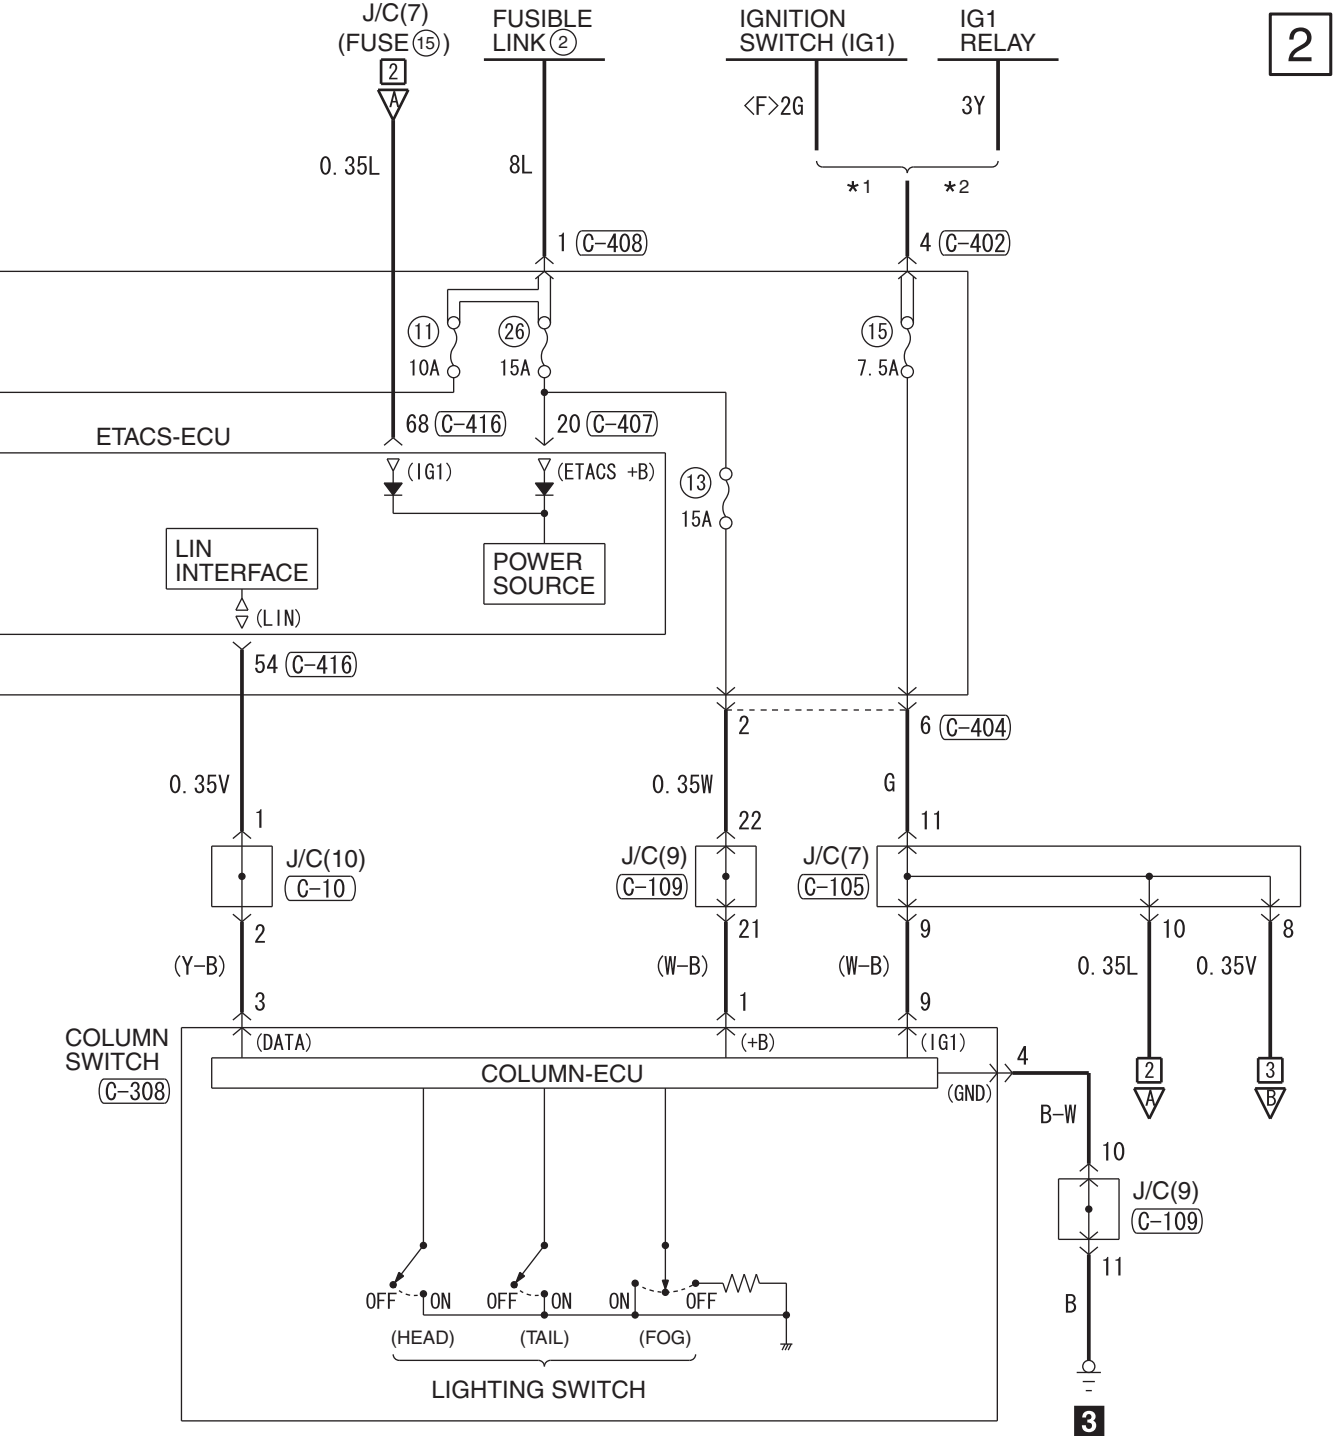 J/C(7)
(FUSE⑮)
2
A
FUSIBLE
LINK②
IGNITION
SWITCH (IG1)
IG1
RELAY
2
<F>2G
3Y
0.35L
8L
*1
*2
1 (C-408)
4 (C-402)
⑪
10A
㉖
15A
⑮
7.5A
ETACS-ECU
68 (C-416)
20 (C-407)
(IG1)
(ETACS +B)
⑬
15A
LIN
INTERFACE
(LIN)
POWER
SOURCE
54 (C-416)
2
6 (C-404)
0.35V
0.35W
G
1
22
11
J/C(10)
C-10
J/C(9)
C-109
J/C(7)
C-105
2
21
9
10
8
(Y-B)
(W-B)
(W-B)
0.35L
0.35V
3
1
9
COLUMN
SWITCH
C-308
(DATA)
(+B)
(IG1)
COLUMN-ECU
(GND)
4
2
A
3
B
B-W
10
J/C(9)
C-109
11
B
3
OFF
ON
OFF
ON
ON
OFF
(HEAD)
(TAIL)
(FOG)
LIGHTING SWITCH